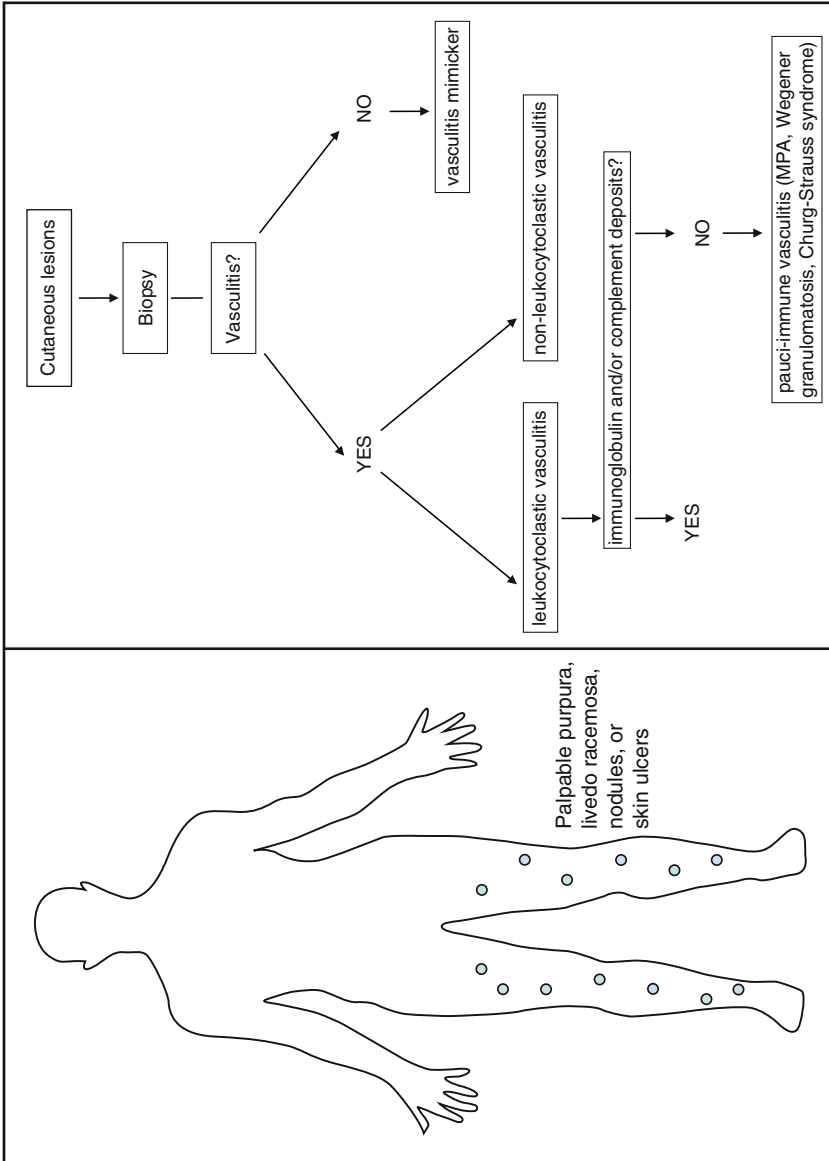 Palpable purpura,
livedo racemosa,
nodules, or
skin ulcers
Cutaneous lesions
Biopsy
Vasculitis?
YES
NO
vasculitis mimicker
leukocytoclastic vasculitis
non-leukocytoclastic vasculitis
immunoglobulin and/or complement deposits?
YES
NO
pauci-immune vasculitis (MPA, Wegener
granulomatosis, Churg-Strauss syndrome)